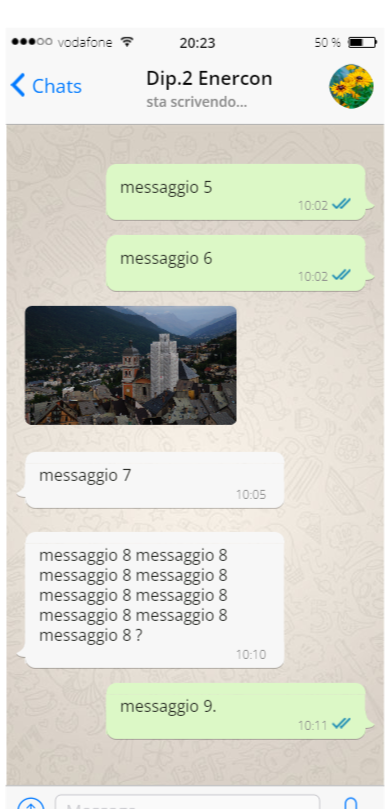 vodafone 20:23 50 %
Chats Dip.2 Enercon
sta scrivendo...
messaggio 5
10:02
messaggio 6
10:02
messaggio 7
10:05
messaggio 8 messaggio 8
messaggio 8 messaggio 8
messaggio 8 messaggio 8
messaggio 8 messaggio 8
messaggio 8 ?
10:10
messaggio 9.
10:11
Message